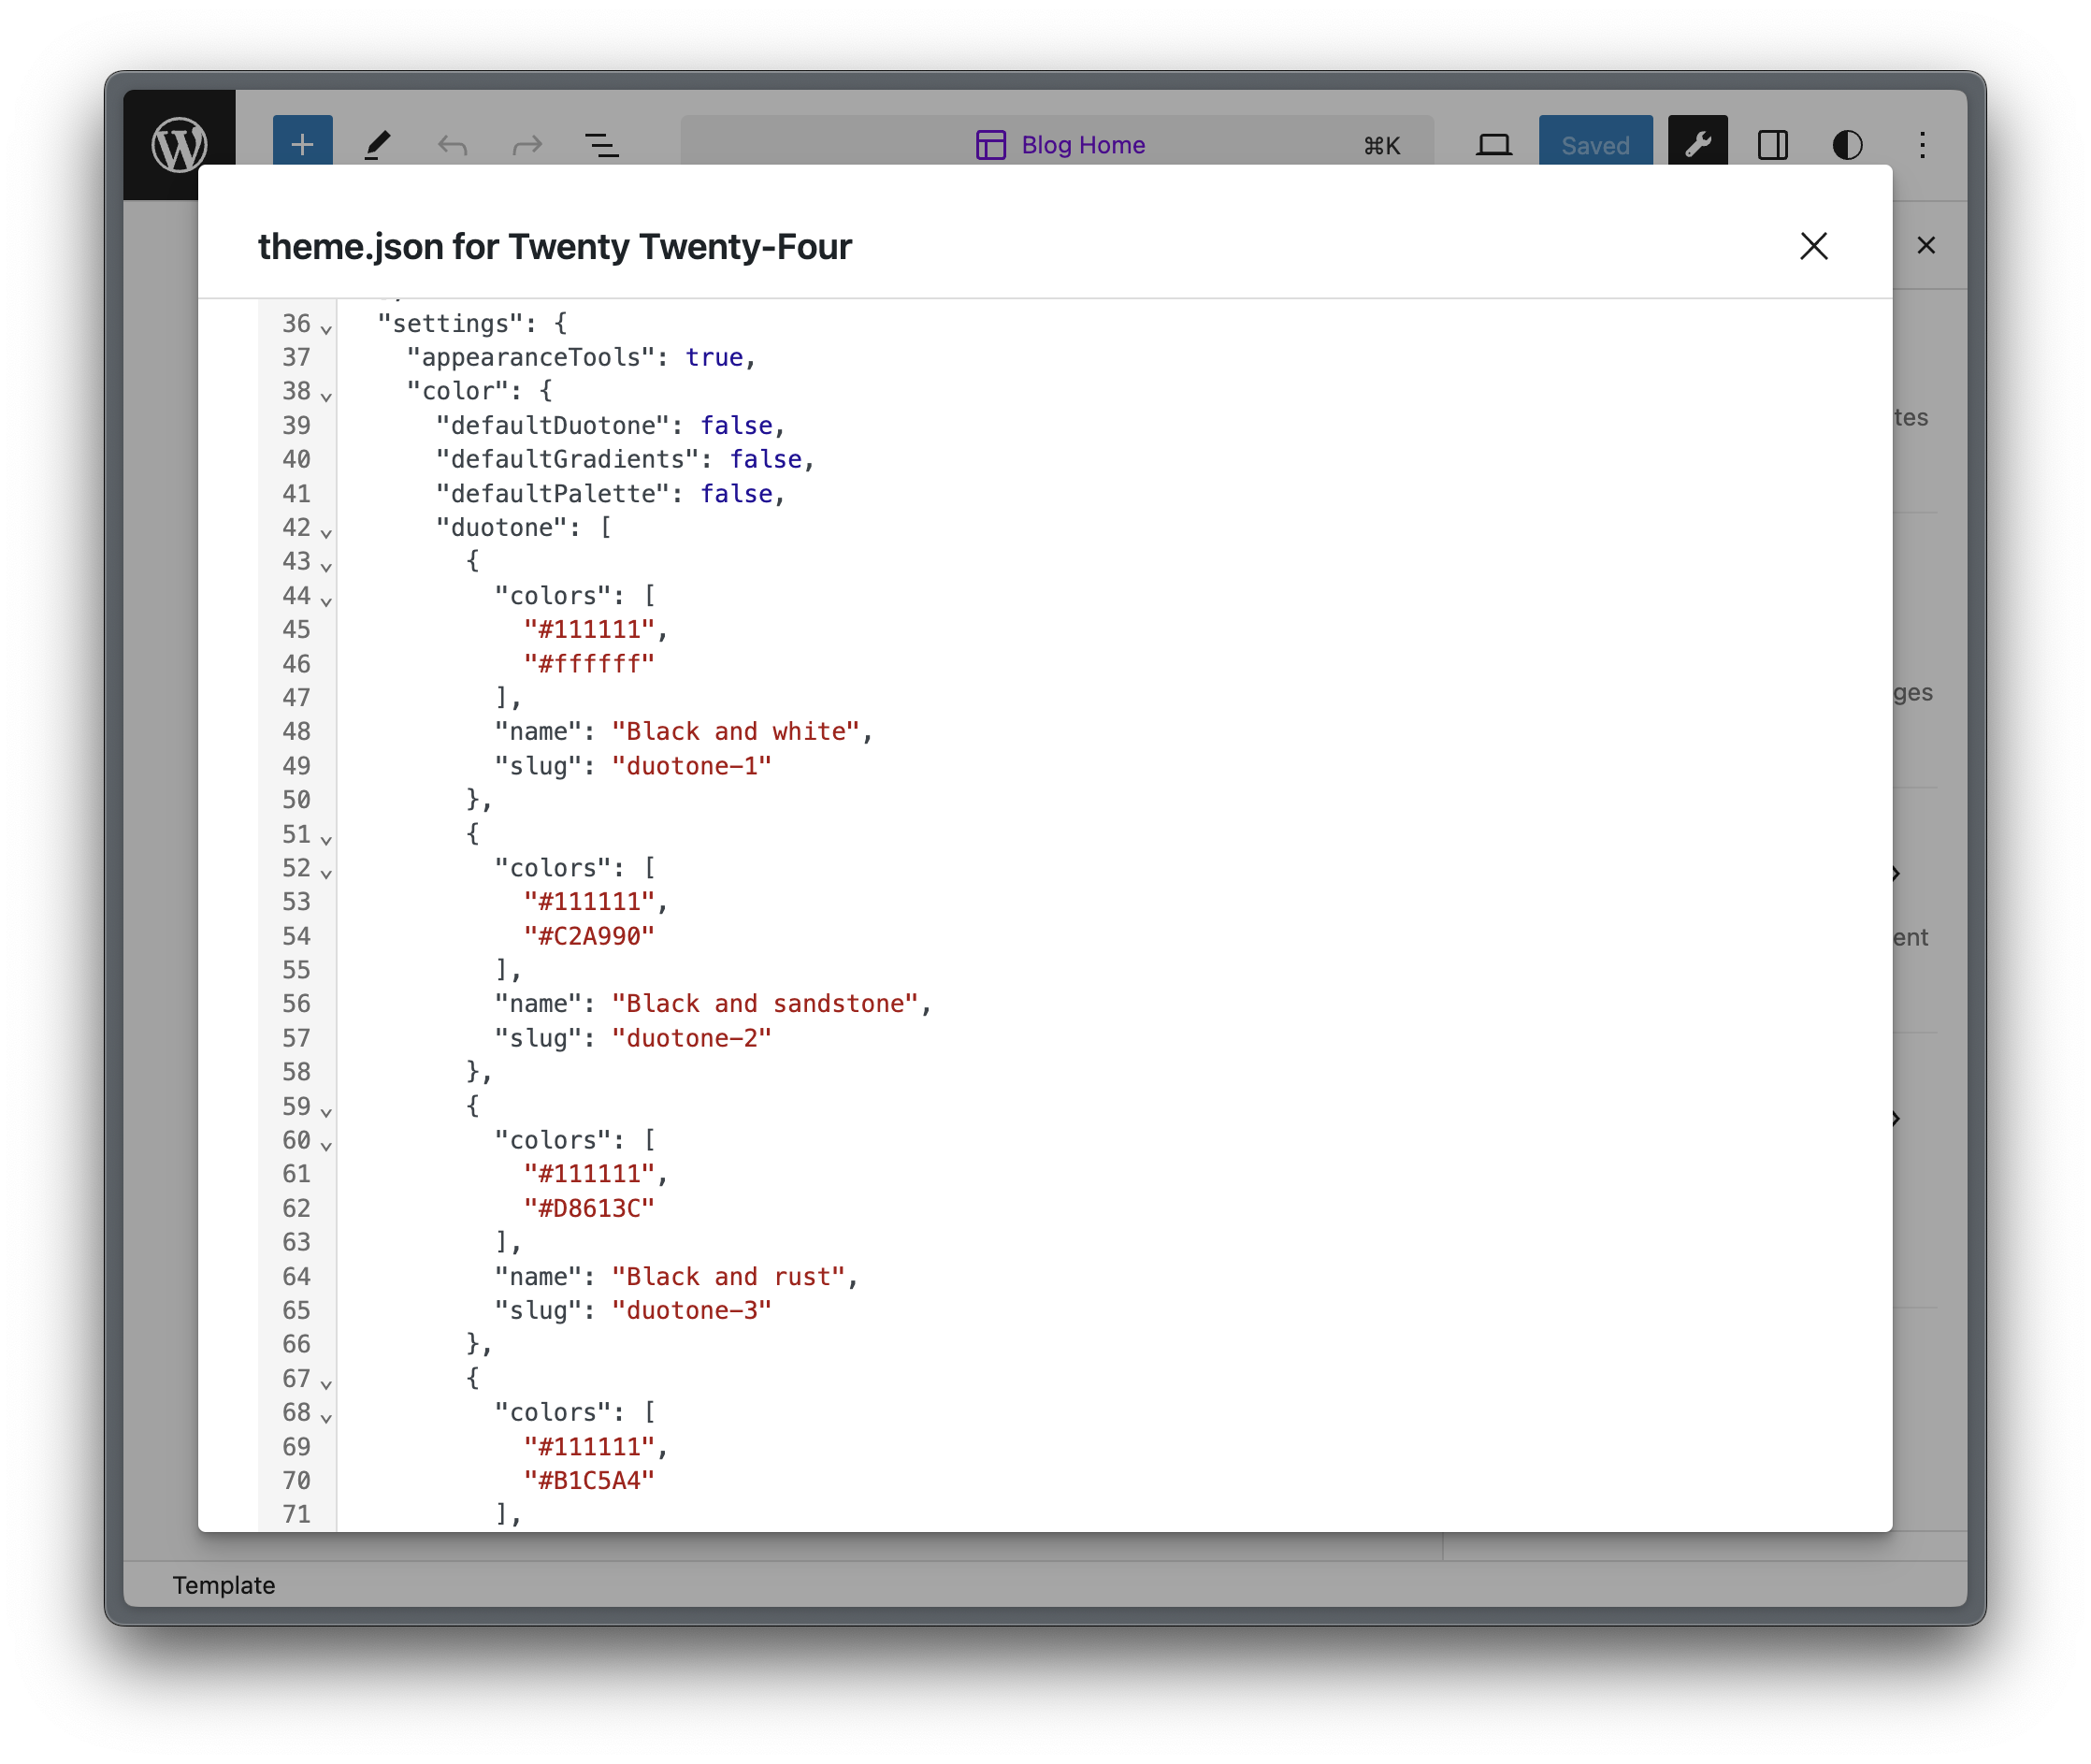 Blog Home ⌘K Saved
theme.json for Twenty Twenty-Four
36 "settings": {
37 "appearanceTools": true,
38 "color": {
39 "defaultDuotone": false,
40 "defaultGradients": false,
41 "defaultPalette": false,
42 "duotone": [
43 {
44 "colors": [
45 "#111111",
46 "#ffffff"
47 ],
48 "name": "Black and white",
49 "slug": "duotone-1"
50 },
51 {
52 "colors": [
53 "#111111",
54 "#C2A990"
55 ],
56 "name": "Black and sandstone",
57 "slug": "duotone-2"
58 },
59 {
60 "colors": [
61 "#111111",
62 "#D8613C"
63 ],
64 "name": "Black and rust",
65 "slug": "duotone-3"
66 },
67 {
68 "colors": [
69 "#111111",
70 "#B1C5A4"
71 ],
tes
ges
ent
Template